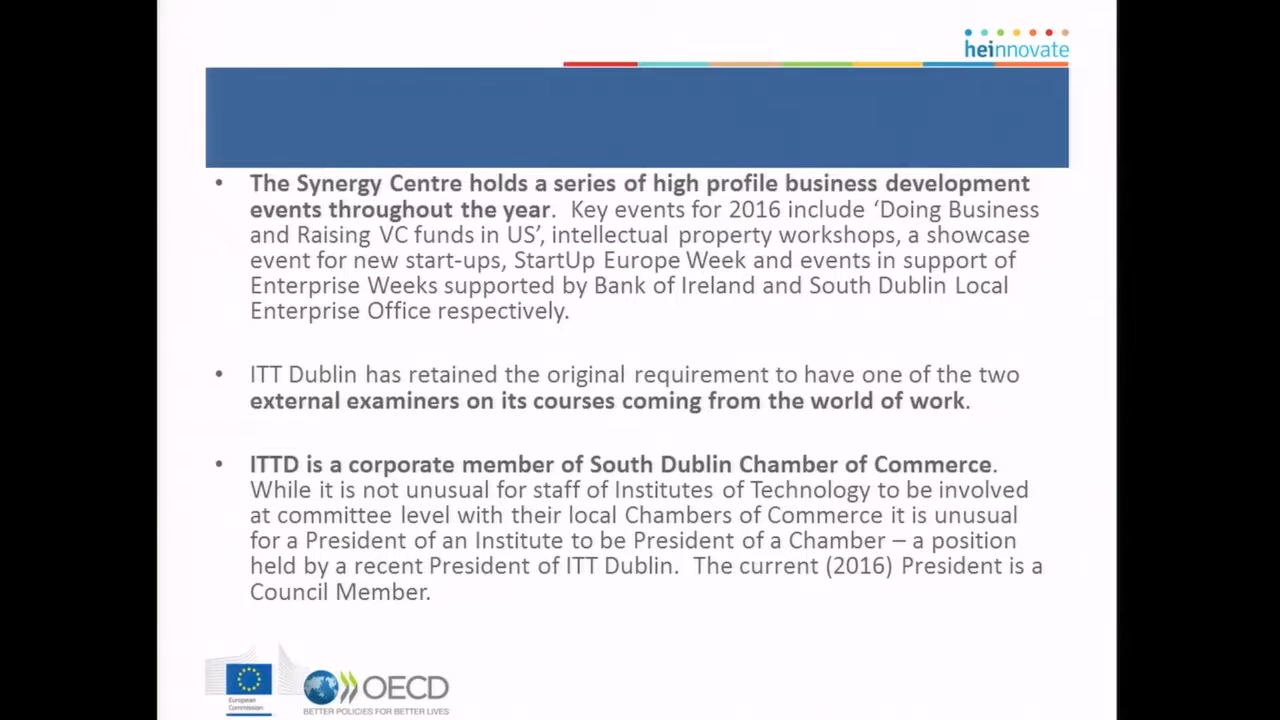 heinnovate
• The Synergy Centre holds a series of high profile business development
events throughout the year. Key events for 2016 include ‘Doing Business
and Raising VC funds in US’, intellectual property workshops, a showcase
event for new start-ups, StartUp Europe Week and events in support of
Enterprise Weeks supported by Bank of Ireland and South Dublin Local
Enterprise Office respectively.
• ITT Dublin has retained the original requirement to have one of the two
external examiners on its courses coming from the world of work.
• ITTD is a corporate member of South Dublin Chamber of Commerce.
While it is not unusual for staff of Institutes of Technology to be involved
at committee level with their local Chambers of Commerce it is unusual
for a President of an Institute to be President of a Chamber – a position
held by a recent President of ITT Dublin. The current (2016) President is a
Council Member.
European
Commission
OECD
BETTER POLICIES FOR BETTER LIVES